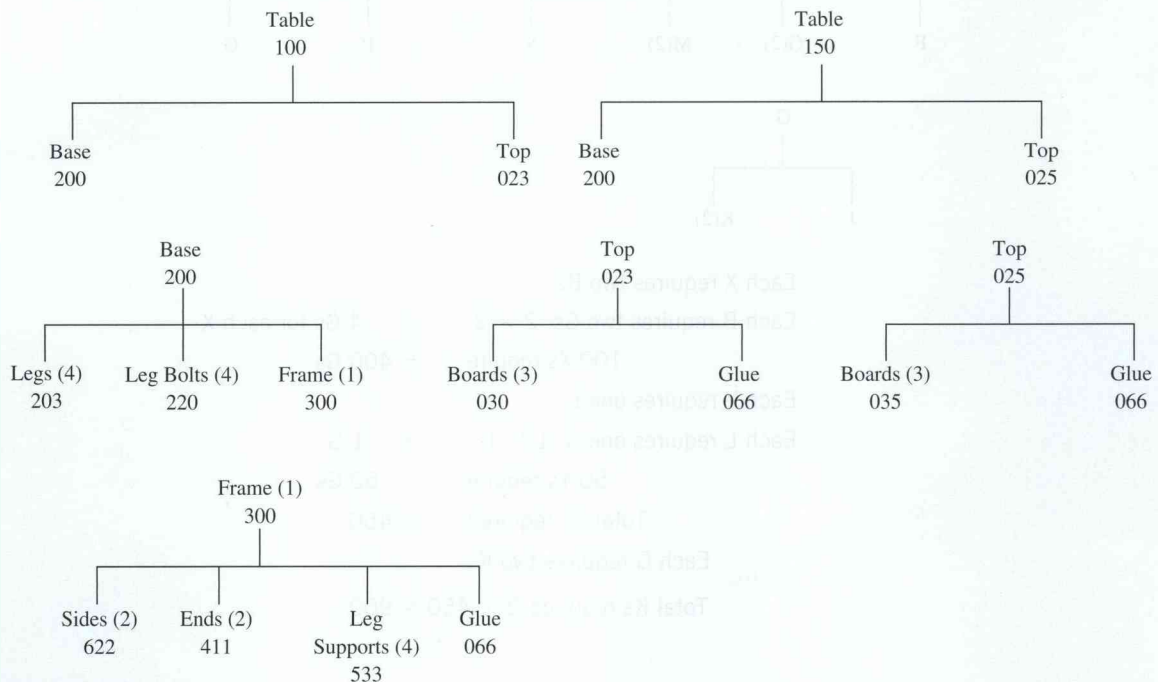 Table
100
Table
150
Base
200
Top
023
Base
200
Top
025
Base
200
Top
023
Top
025
Legs (4)
203
Leg Bolts (4)
220
Frame (1)
300
Boards (3)
030
Glue
066
Boards (3)
035
Glue
066
Frame (1)
300
Sides (2)
622
Ends (2)
411
Leg
Supports (4)
533
Glue
066